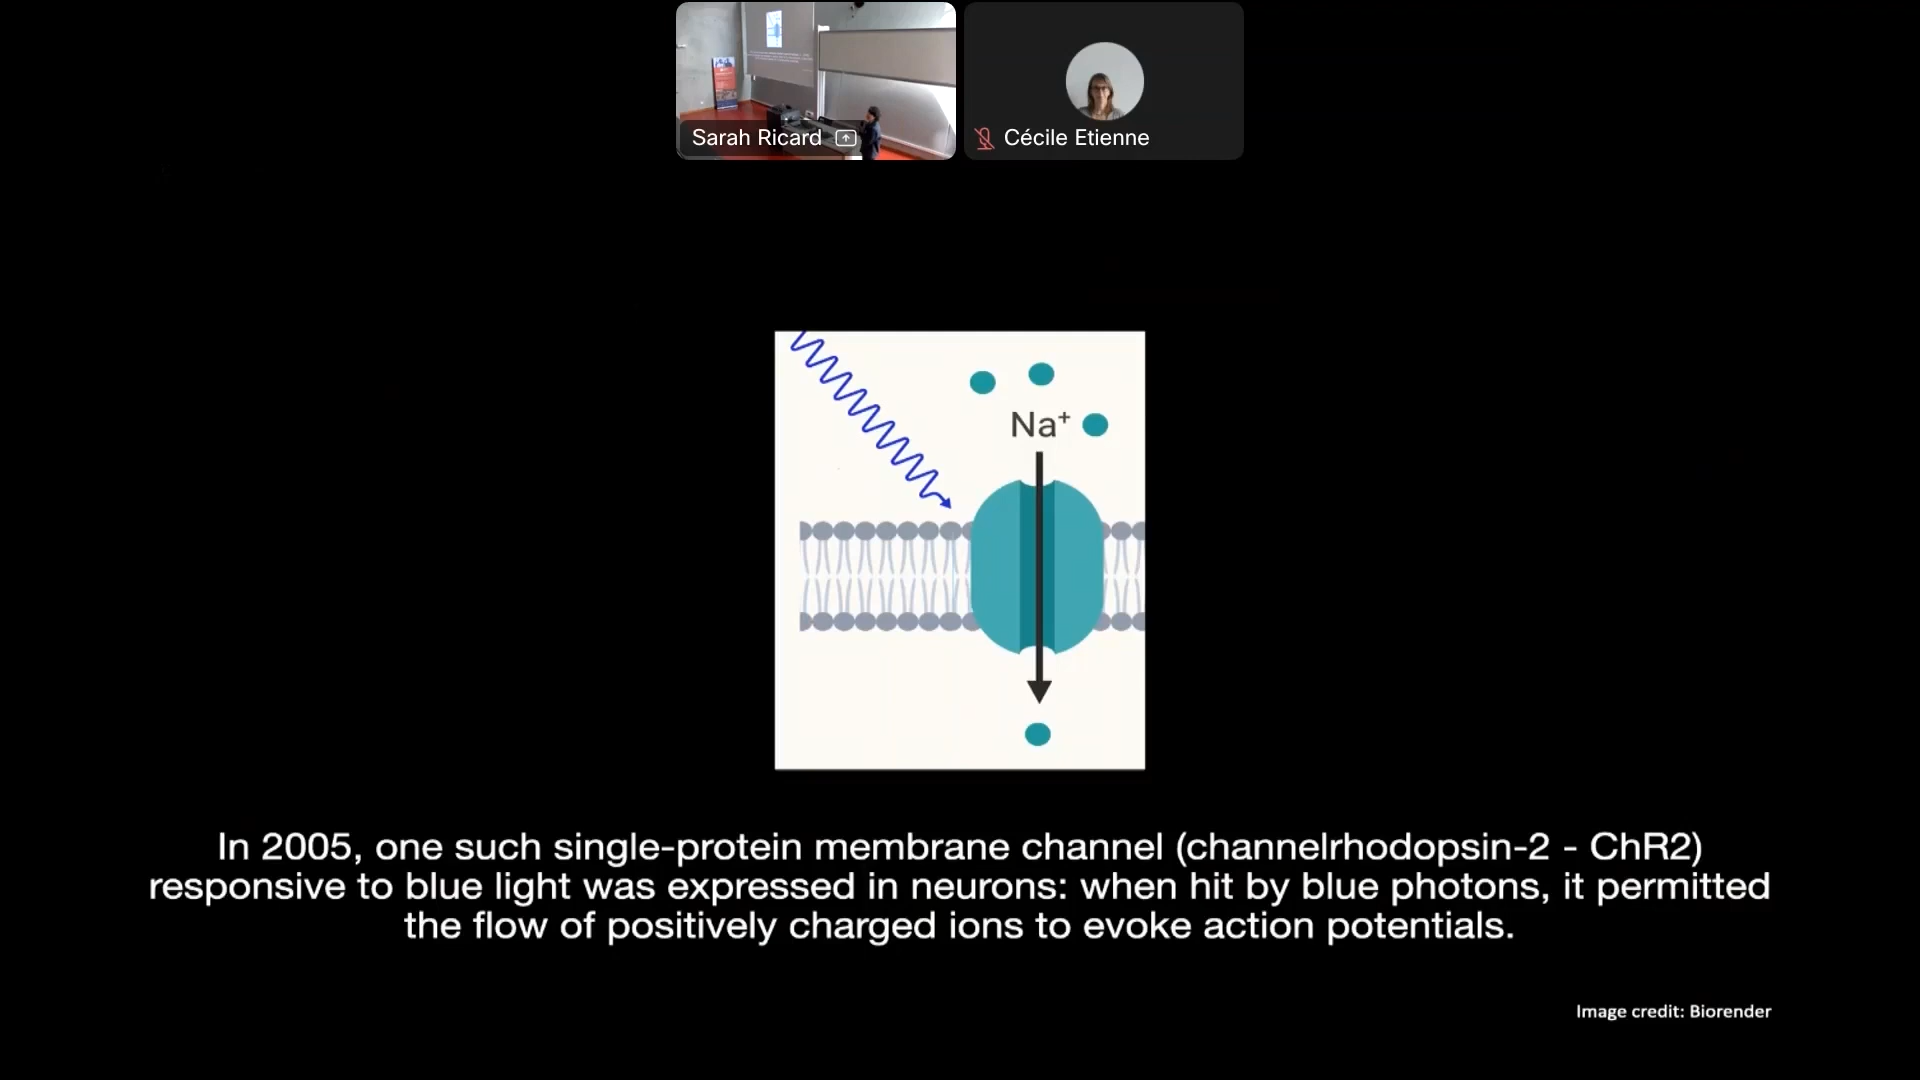 Sarah Ricard
Cécile Etienne
Na⁺
In 2005, one such single-protein membrane channel (channelrhodopsin-2 - ChR2)
responsive to blue light was expressed in neurons: when hit by blue photons, it permitted
the flow of positively charged ions to evoke action potentials.
Image credit: Biorender